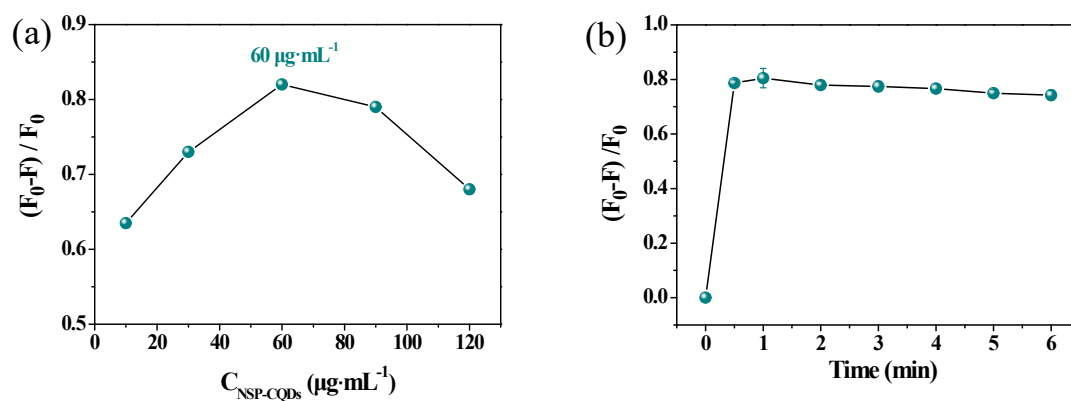 (a)
60 μg·mL⁻¹
(F₀-F) / F₀
0.9
0.8
0.7
0.6
0.5
0 20 40 60 80 100 120
C_NSP-CQDs (μg·mL⁻¹)
(b)
(F₀-F) /F₀
1.0
0.8
0.6
0.4
0.2
0.0
0 1 2 3 4 5 6
Time (min)